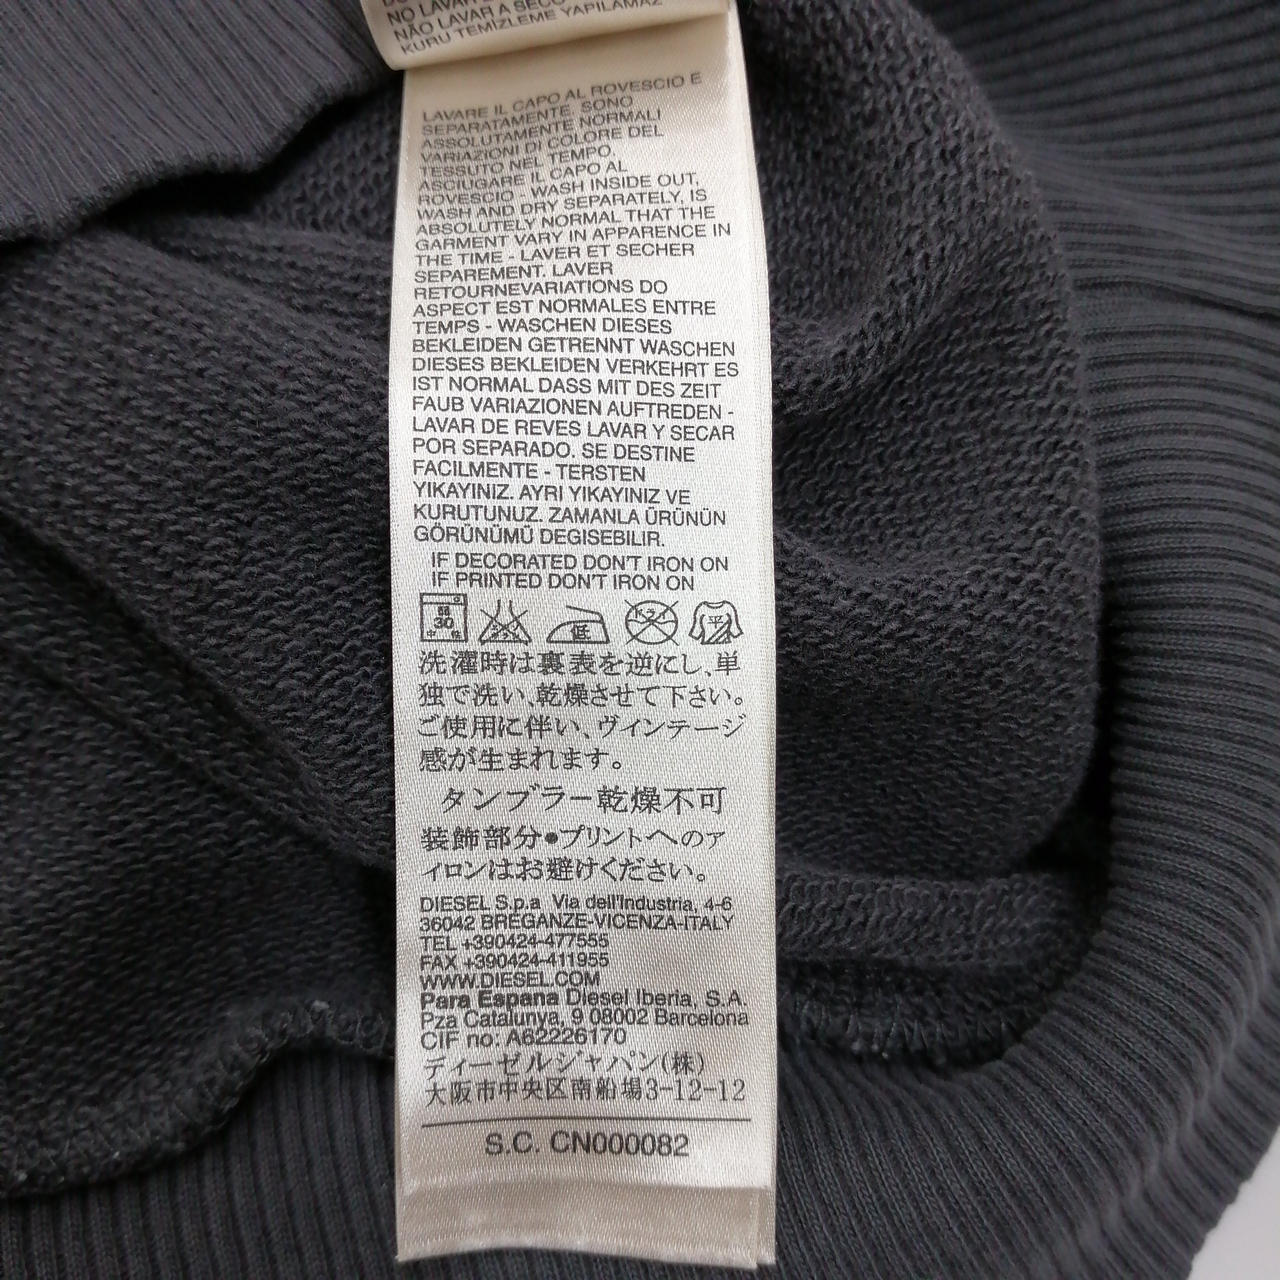 NO LAVAR
NÃO LAVAR A SECO
KURU TEMIZLEME YAPILAMAZ
LAVARE IL CAPO AL ROVESCIO E
SEPARATAMENTE, SONO
ASSOLUTAMENTE NORMALI
VARIAZIONI DI COLORE DEL
TESSUTO NEL TEMPO.
ASCIUGARE IL CAPO AL
ROVESCIO - WASH INSIDE OUT,
WASH AND DRY SEPARATELY, IS
ABSOLUTELY NORMAL THAT THE
GARMENT VARY IN APPARENCE IN
THE TIME - LAVER ET SECHER
SEPAREMENT. LAVER
RETOURNEVARIATIONS DO
ASPECT EST NORMALES ENTRE
TEMPS - WASCHEN DIESES
BEKLEIDEN GETRENNT WASCHEN
DIESES BEKLEIDEN VERKEHRT ES
IST NORMAL DASS MIT DES ZEIT
FAUB VARIAZIONEN AUFTREDEN -
LAVAR DE REVES LAVAR Y SECAR
POR SEPARADO. SE DESTINE
FACILMENTE - TERSTEN
YIKAYINIZ. AYRI YIKAYINIZ VE
KURUTUNUZ. ZAMANLA ÜRÜNÜN
GÖRÜNÜMÜ DEGISEBILIR.
IF DECORATED DON'T IRON ON
IF PRINTED DON'T IRON ON
30 低 ドライ 平
中性
洗濯時は裏表を逆にし、単
独で洗い、乾燥させて下さい。
ご使用に伴い、ヴィンテージ
感が生まれます。
タンブラー乾燥不可
装飾部分●プリントへのア
イロンはお避けください。
DIESEL S.p.a Via dell'Industria, 4-6
36042 BREGANZE-VICENZA-ITALY
TEL +390424-477555
FAX +390424-411955
WWW.DIESEL.COM
Para Espana Diesel Iberia, S.A.
Pza Catalunya, 9 08002 Barcelona
CIF no: A62226170
ディーゼルジャパン(株)
大阪市中央区南船場3-12-12
S.C. CN000082